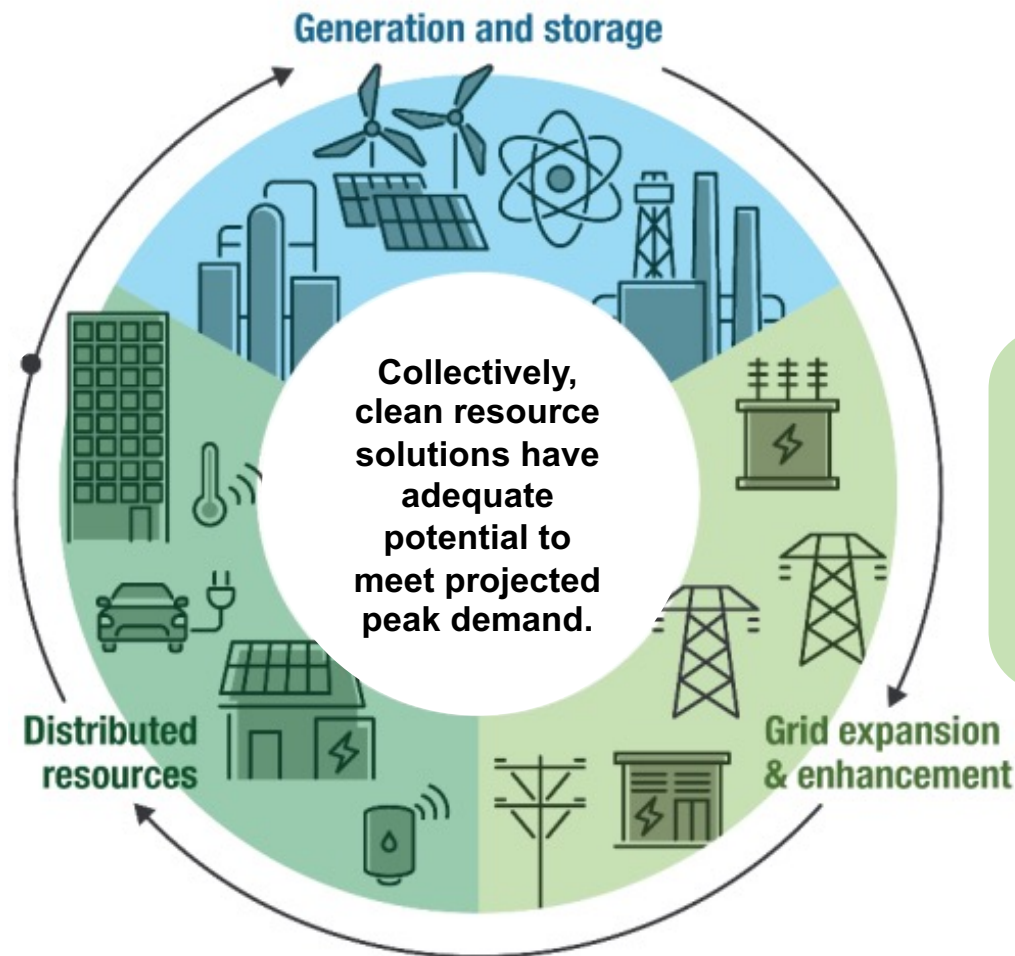 Generation and storage
Collectively,
clean resource
solutions have
adequate
potential to
meet projected
peak demand.
Distributed
resources
Grid expansion
& enhancement